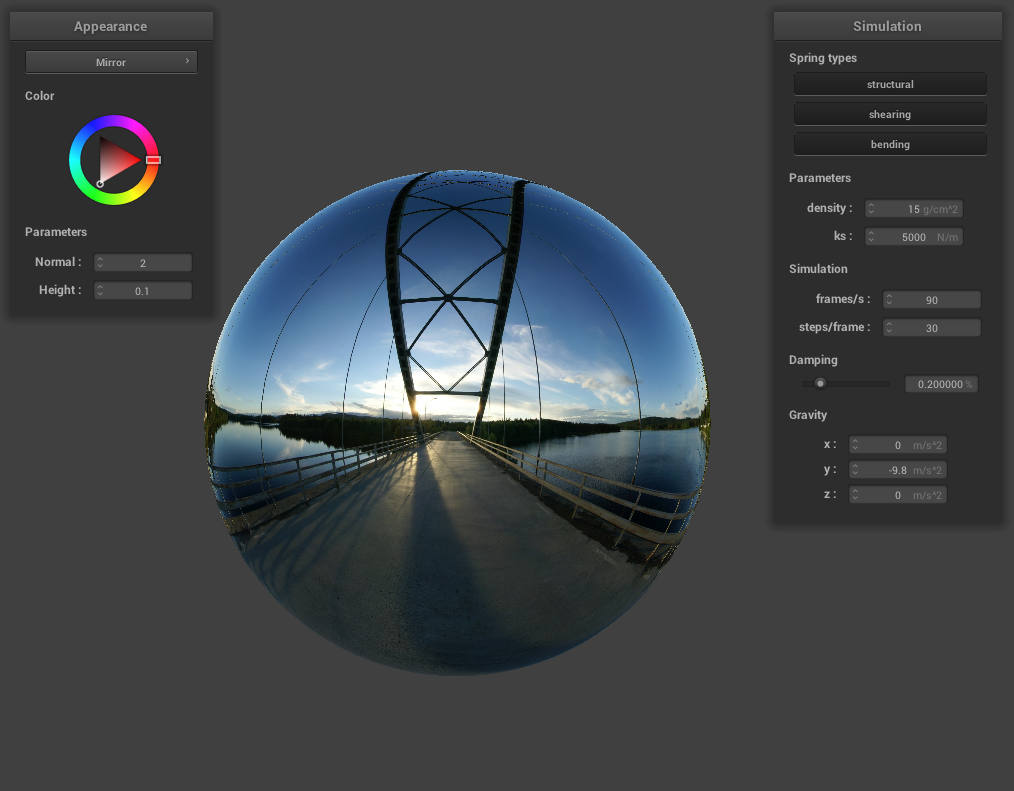 Appearance
Mirror ›
Color
Parameters
Normal : 2
Height : 0.1
Simulation
Spring types
structural
shearing
bending
Parameters
density : 15 g/cm^2
ks : 5000 N/m
Simulation
frames/s : 90
steps/frame : 30
Damping
0.200000 %
Gravity
x : 0 m/s^2
y : -9.8 m/s^2
z : 0 m/s^2